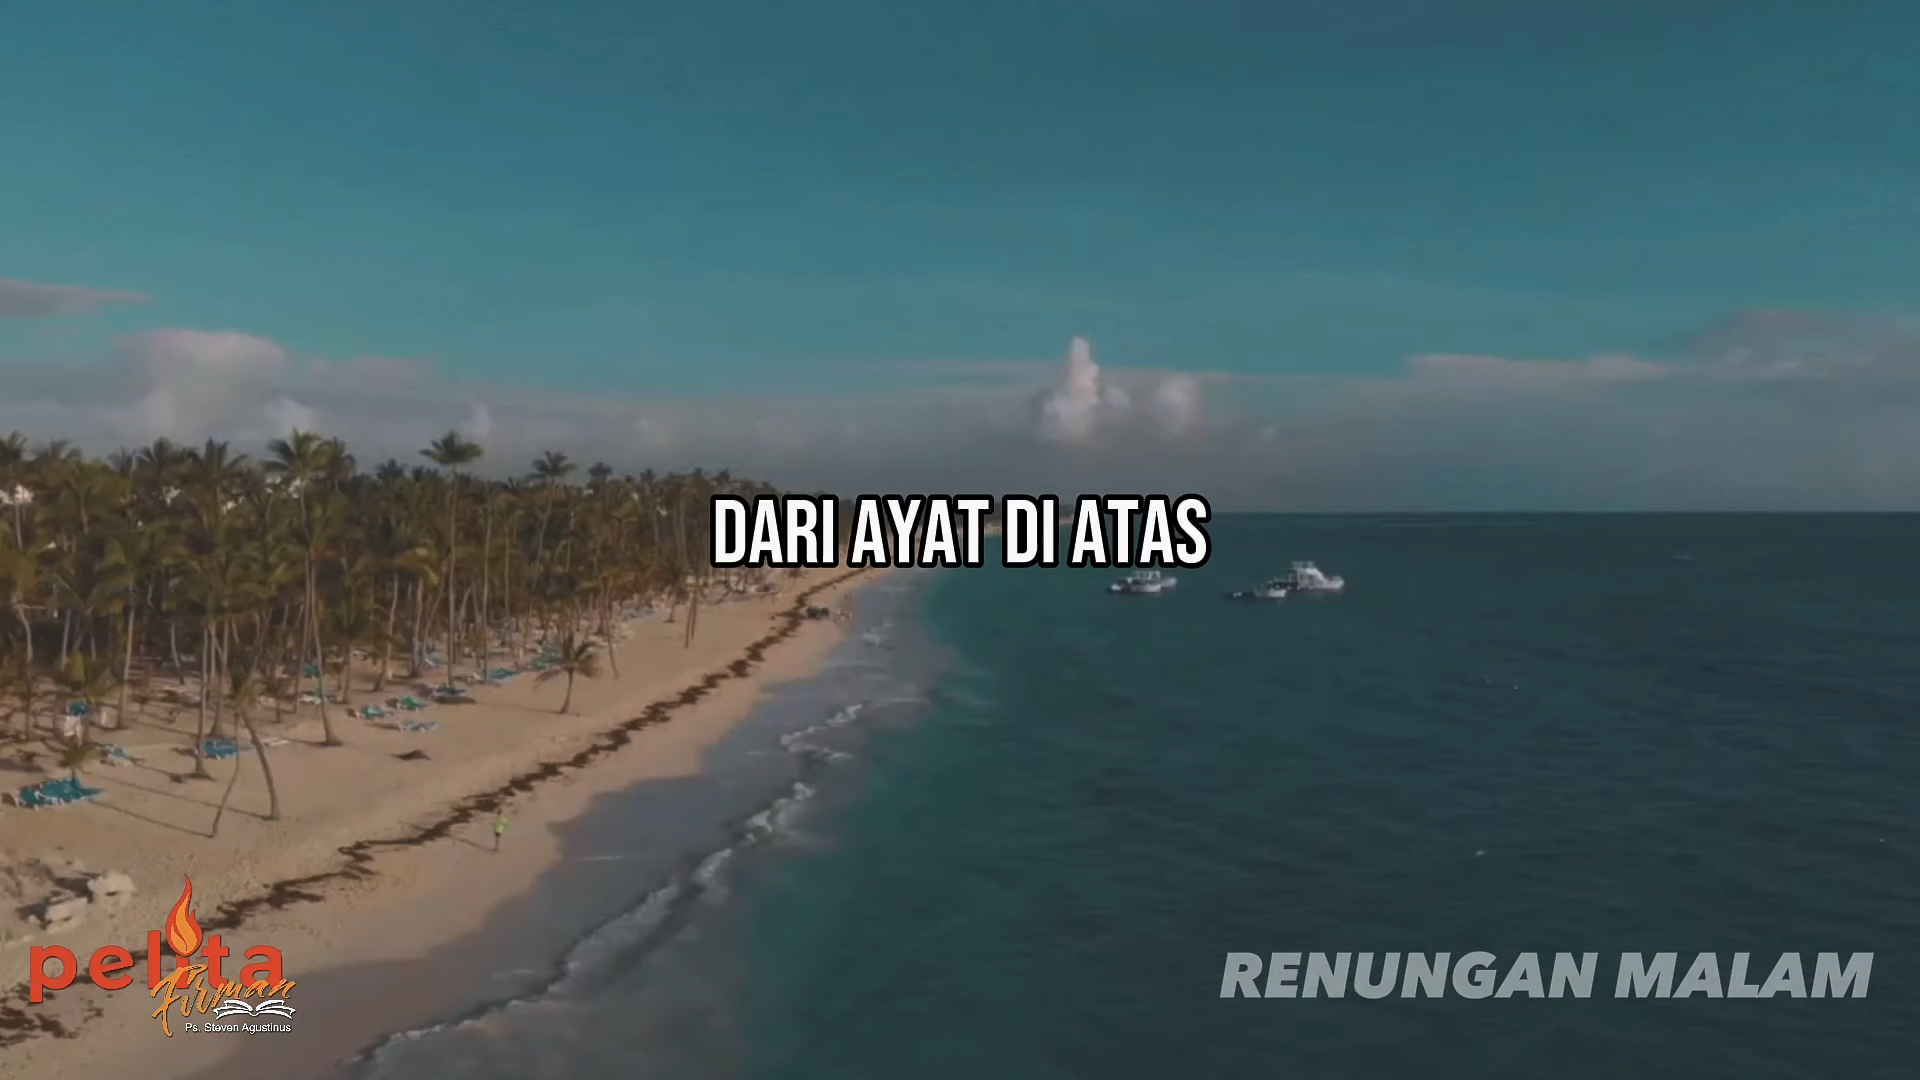 DARI AYAT DI ATAS
pelita
Firman
Ps. Steven Agustinus
RENUNGAN MALAM